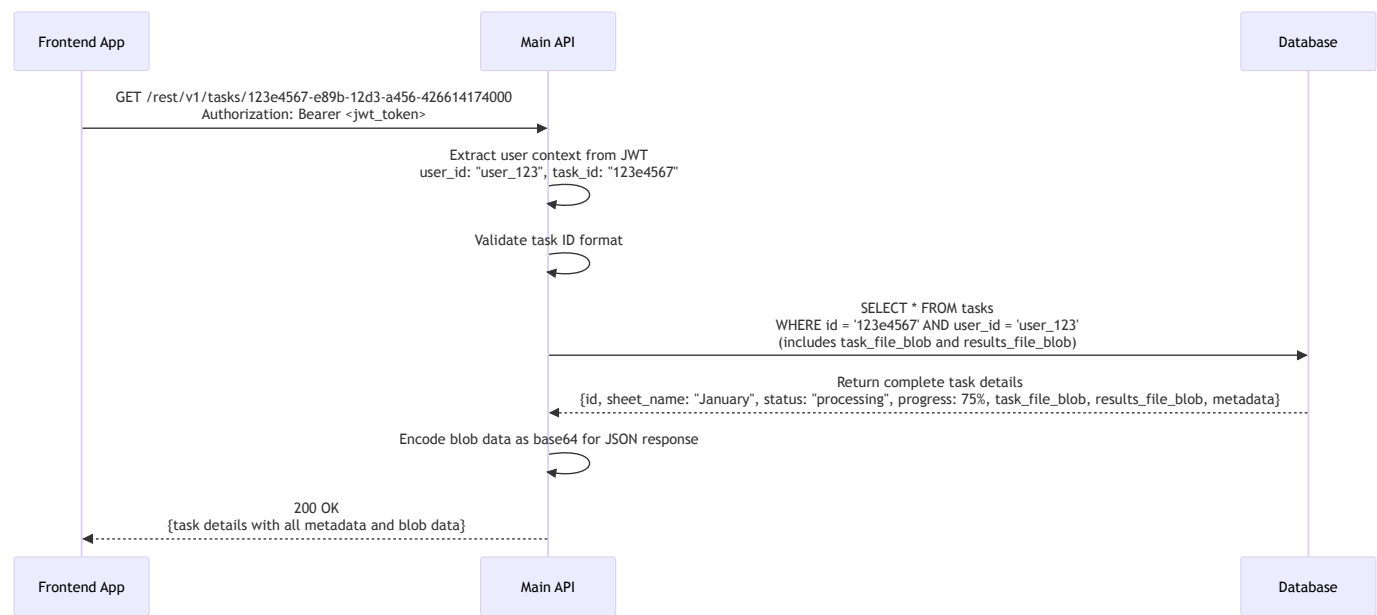 Frontend App
Main API
Database
GET /rest/v1/tasks/123e4567-e89b-12d3-a456-426614174000
Authorization: Bearer <jwt_token>
Extract user context from JWT
user_id: "user_123", task_id: "123e4567"
Validate task ID format
SELECT * FROM tasks
WHERE id = '123e4567' AND user_id = 'user_123'
(includes task_file_blob and results_file_blob)
Return complete task details
{id, sheet_name: "January", status: "processing", progress: 75%, task_file_blob, results_file_blob, metadata}
Encode blob data as base64 for JSON response
200 OK
{task details with all metadata and blob data}
Frontend App
Main API
Database